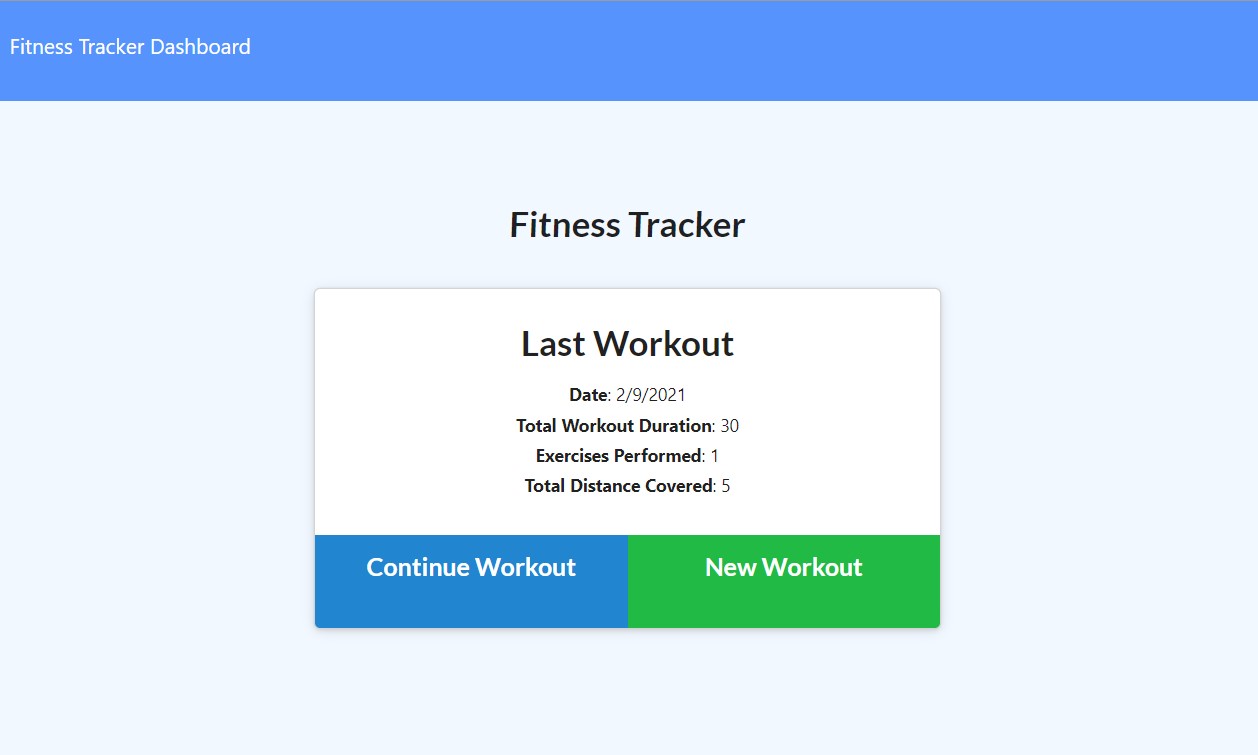 Fitness Tracker Dashboard
Fitness Tracker
Last Workout
Date: 2/9/2021
Total Workout Duration: 30
Exercises Performed: 1
Total Distance Covered: 5
Continue Workout
New Workout